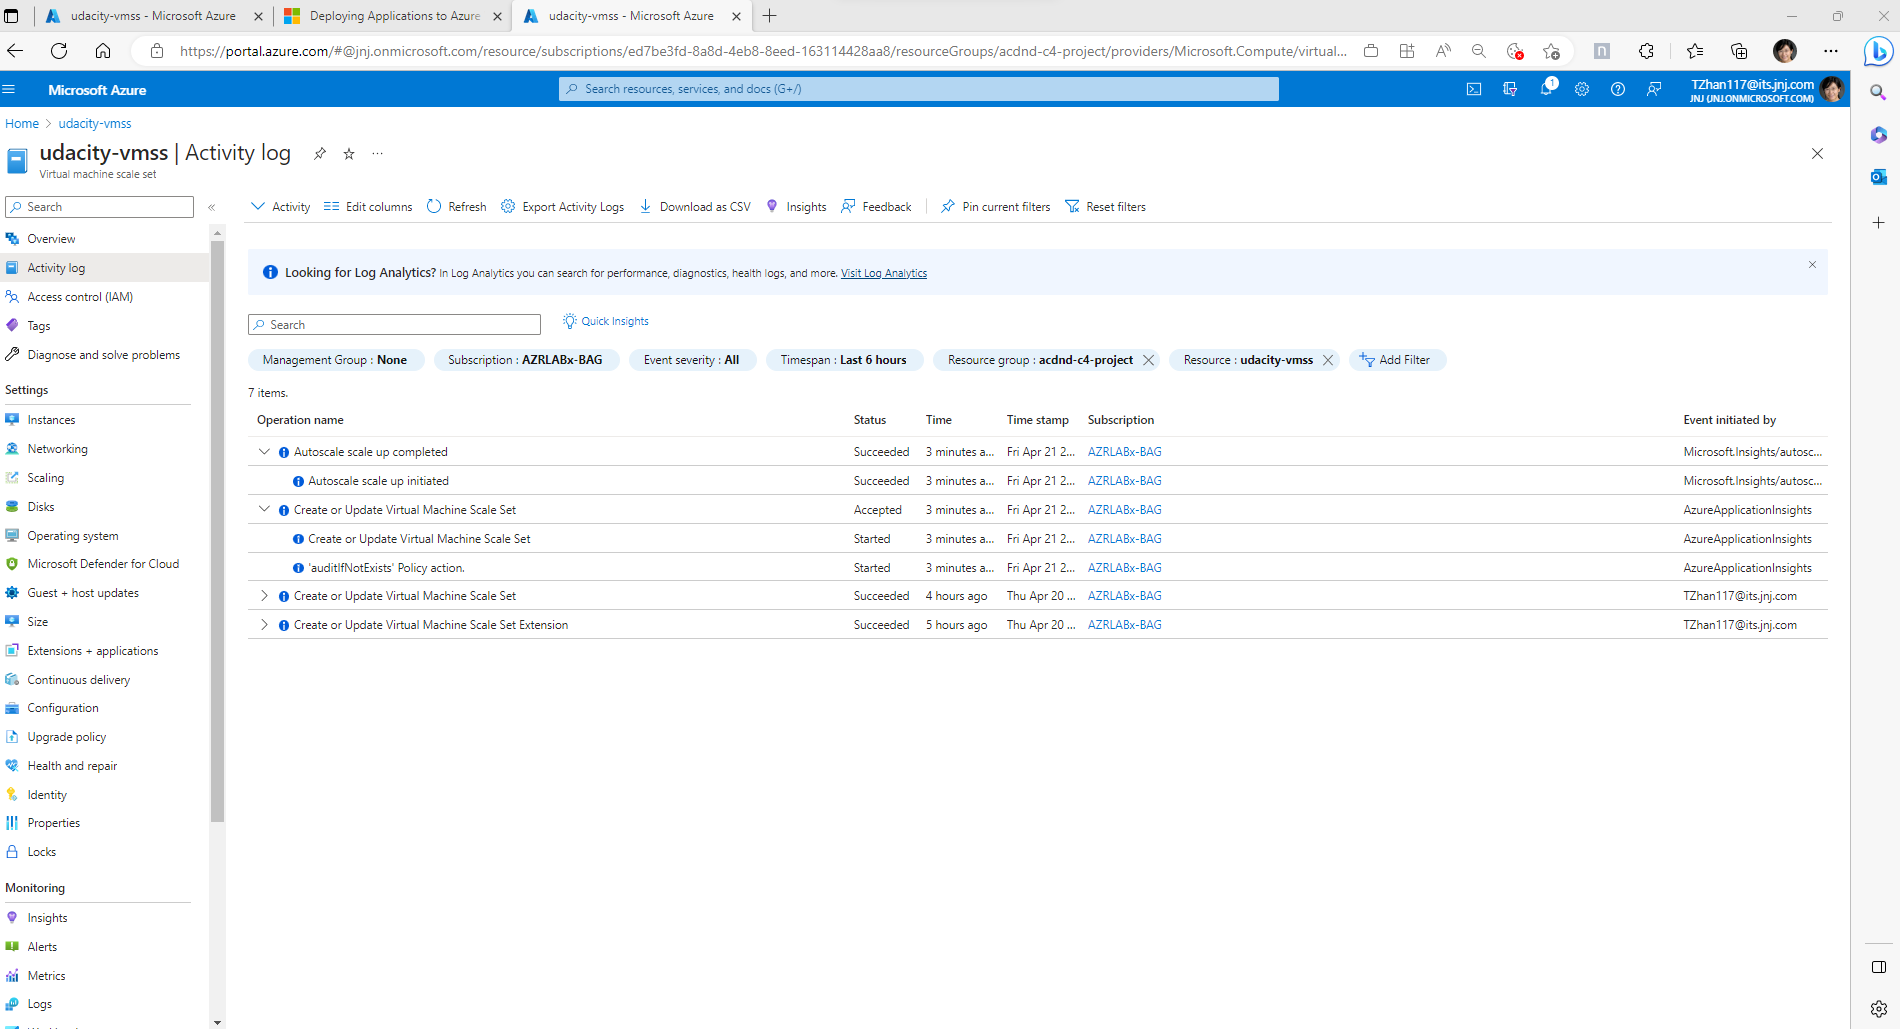 udacity-vmss - Microsoft Azure
Deploying Applications to Azure
udacity-vmss - Microsoft Azure
https://portal.azure.com/#@jnj.onmicrosoft.com/resource/subscriptions/ed7be3fd-8a8d-4eb8-8eed-163114428aa8/resourceGroups/acdnd-c4-project/providers/Microsoft.Compute/virtual...
Microsoft Azure
Search resources, services, and docs (G+/)
1
TZhan117@its.jnj.com
JNJ (JNJ.ONMICROSOFT.COM)
Home > udacity-vmss
udacity-vmss | Activity log
Virtual machine scale set
Search
Activity
Edit columns
Refresh
Export Activity Logs
Download as CSV
Insights
Feedback
Pin current filters
Reset filters
Overview
Activity log
Access control (IAM)
Tags
Diagnose and solve problems
Settings
Instances
Networking
Scaling
Disks
Operating system
Microsoft Defender for Cloud
Guest + host updates
Size
Extensions + applications
Continuous delivery
Configuration
Upgrade policy
Health and repair
Identity
Properties
Locks
Monitoring
Insights
Alerts
Metrics
Logs
Looking for Log Analytics? In Log Analytics you can search for performance, diagnostics, health logs, and more. Visit Log Analytics
Search
Quick Insights
Management Group : None
Subscription : AZRLABx-BAG
Event severity : All
Timespan : Last 6 hours
Resource group : acdnd-c4-project
Resource : udacity-vmss
Add Filter
7 items.
Operation name Status Time Time stamp Subscription Event initiated by
Autoscale scale up completed Succeeded 3 minutes a... Fri Apr 21 2... AZRLABx-BAG Microsoft.Insights/autosc...
Autoscale scale up initiated Succeeded 3 minutes a... Fri Apr 21 2... AZRLABx-BAG Microsoft.Insights/autosc...
Create or Update Virtual Machine Scale Set Accepted 3 minutes a... Fri Apr 21 2... AZRLABx-BAG AzureApplicationInsights
Create or Update Virtual Machine Scale Set Started 3 minutes a... Fri Apr 21 2... AZRLABx-BAG AzureApplicationInsights
'auditIfNotExists' Policy action. Started 3 minutes a... Fri Apr 21 2... AZRLABx-BAG AzureApplicationInsights
Create or Update Virtual Machine Scale Set Succeeded 4 hours ago Thu Apr 20 ... AZRLABx-BAG TZhan117@its.jnj.com
Create or Update Virtual Machine Scale Set Extension Succeeded 5 hours ago Thu Apr 20 ... AZRLABx-BAG TZhan117@its.jnj.com